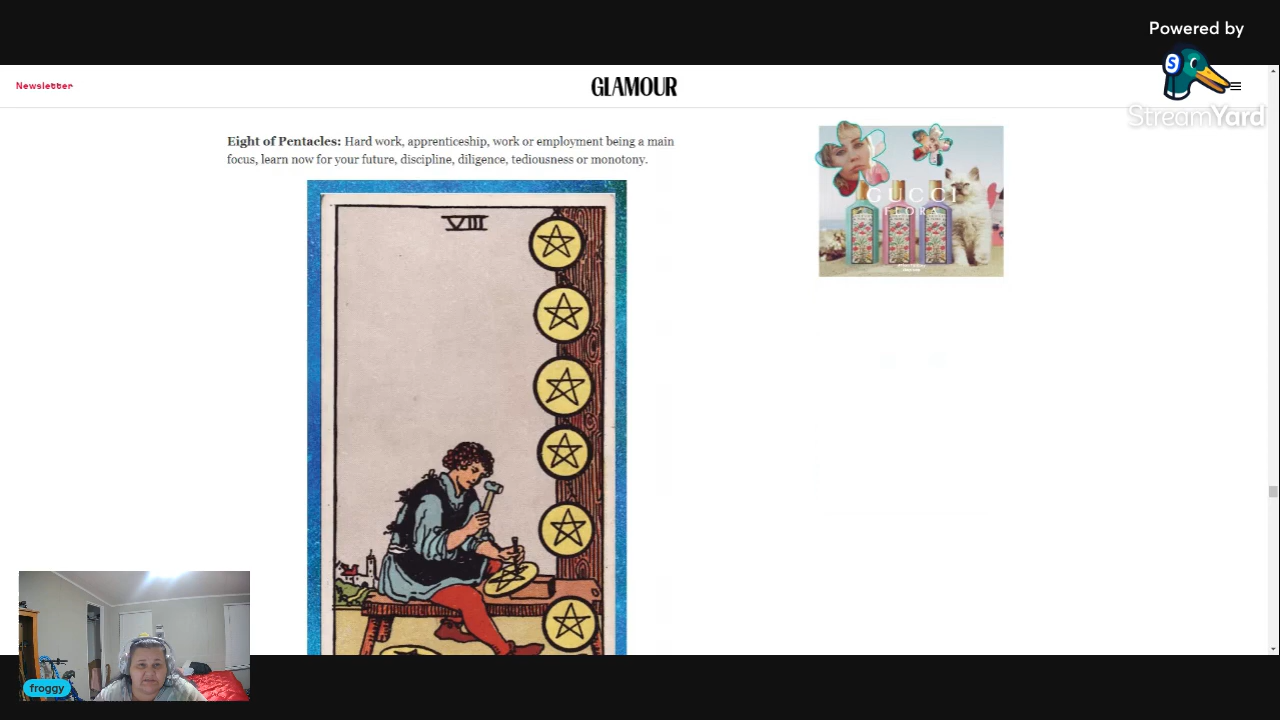 Powered by
StreamYard
Newsletter
GLAMOUR
Eight of Pentacles: Hard work, apprenticeship, work or employment being a main
focus, learn now for your future, discipline, diligence, tediousness or monotony.
GUCCI
FLORA
VIII
froggy